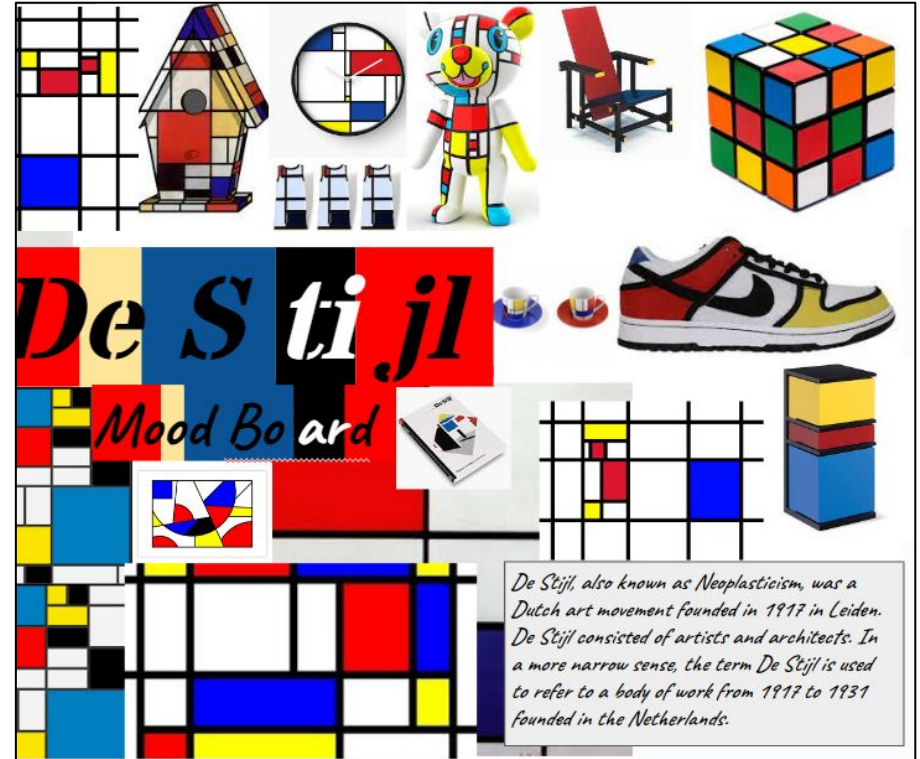 De Stijl
Mood Board
De Stijl
De Stijl, also known as Neoplasticism, was a
Dutch art movement founded in 1917 in Leiden.
De Stijl consisted of artists and architects. In
a more narrow sense, the term De Stijl is used
to refer to a body of work from 1917 to 1931
founded in the Netherlands.